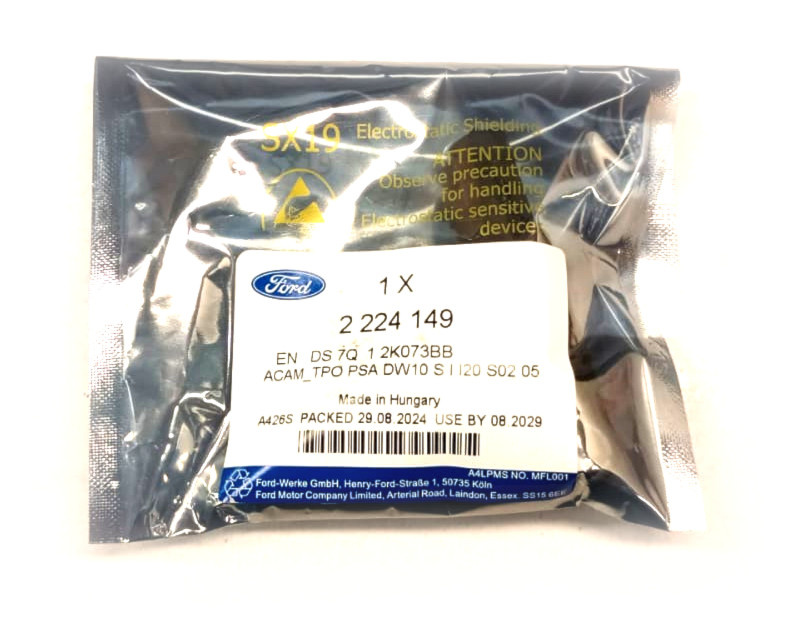 SX19
Electrostatic Shielding
ATTENTION
Observe precaution
for handling
Electrostatic sensitive
devices
Ford
1 X
2 224 149
EN DS 7Q 1 2K073BB
ACAM_TPO PSA DW10 S I I20 S02 05
Made in Hungary
A426S PACKED 29.08.2024 USE BY 08.2029
A4LPMS NO. MFL001
Ford-Werke GmbH, Henry-Ford-Straße 1, 50735 Köln
Ford Motor Company Limited, Arterial Road, Laindon, Essex. SS15 6EE